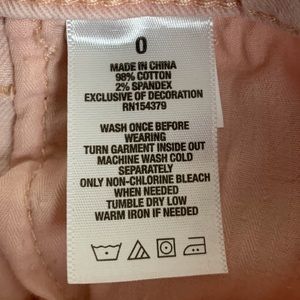 0
MADE IN CHINA
98% COTTON
2% SPANDEX
EXCLUSIVE OF DECORATION
RN154379
WASH ONCE BEFORE
WEARING
TURN GARMENT INSIDE OUT
MACHINE WASH COLD
SEPARATELY
ONLY NON-CHLORINE BLEACH
WHEN NEEDED
TUMBLE DRY LOW
WARM IRON IF NEEDED